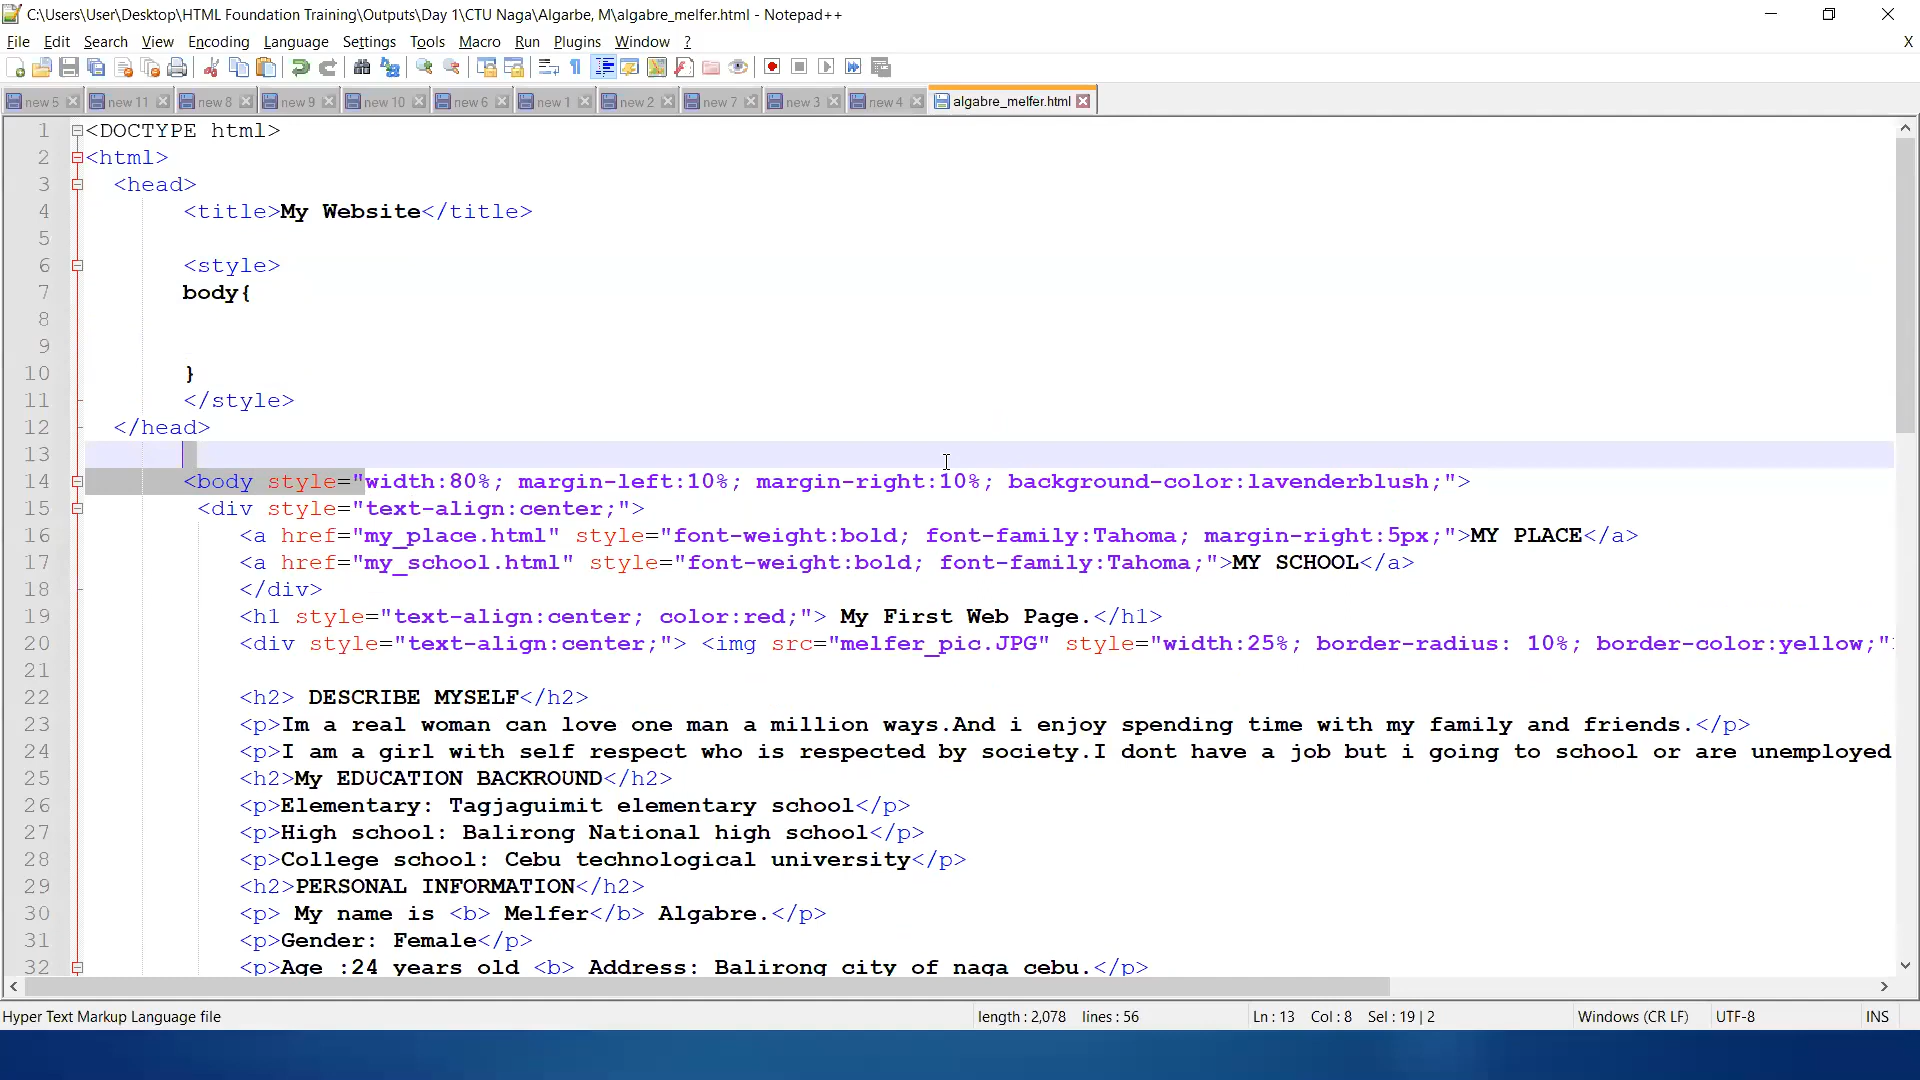 C:\Users\User\Desktop\HTML Foundation Training\Outputs\Day 1\CTU Naga\Algarbe, M\algabre_melfer.html - Notepad++
File Edit Search View Encoding Language Settings Tools Macro Run Plugins Window ? X
new 5 new 11 new 8 new 9 new 10 new 6 new 1 new 2 new 7 new 3 new 4 algabre_melfer.html
1 <DOCTYPE html>
2 <html>
3 <head>
4 <title>My Website</title>
5
6 <style>
7 body{
8
9
10 }
11 </style>
12 </head>
13
14 <body style="width:80%; margin-left:10%; margin-right:10%; background-color:lavenderblush;">
15 <div style="text-align:center;">
16 <a href="my_place.html" style="font-weight:bold; font-family:Tahoma; margin-right:5px;">MY PLACE</a>
17 <a href="my_school.html" style="font-weight:bold; font-family:Tahoma;">MY SCHOOL</a>
18 </div>
19 <h1 style="text-align:center; color:red;"> My First Web Page.</h1>
20 <div style="text-align:center;"> <img src="melfer_pic.JPG" style="width:25%; border-radius: 10%; border-color:yellow;"
21
22 <h2> DESCRIBE MYSELF</h2>
23 <p>Im a real woman can love one man a million ways.And i enjoy spending time with my family and friends.</p>
24 <p>I am a girl with self respect who is respected by society.I dont have a job but i going to school or are unemployed
25 <h2>My EDUCATION BACKROUND</h2>
26 <p>Elementary: Tagjaguimit elementary school</p>
27 <p>High school: Balirong National high school</p>
28 <p>College school: Cebu technological university</p>
29 <h2>PERSONAL INFORMATION</h2>
30 <p> My name is <b> Melfer</b> Algabre.</p>
31 <p>Gender: Female</p>
32 <p>Age :24 years old <b> Address: Balirong city of naga cebu.</p>
Hyper Text Markup Language file length : 2,078 lines : 56 Ln : 13 Col : 8 Sel : 19 | 2 Windows (CR LF) UTF-8 INS